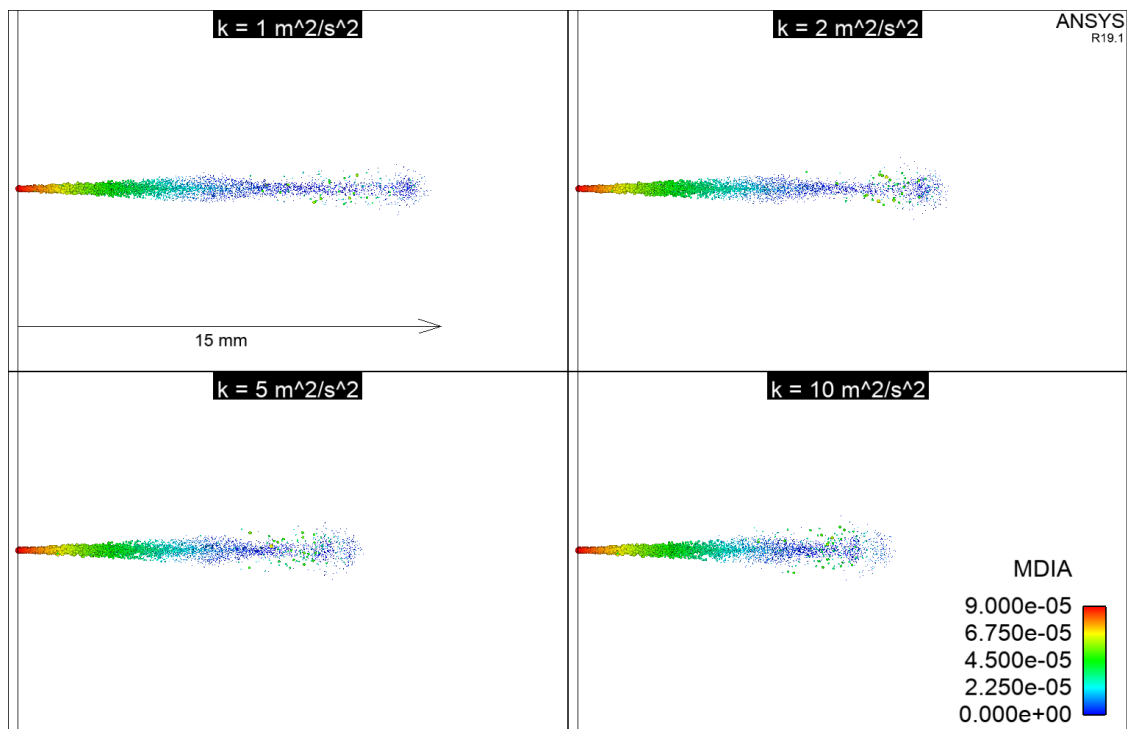 k = 1 m^2/s^2
k = 2 m^2/s^2
ANSYS
R19.1
15 mm
k = 5 m^2/s^2
k = 10 m^2/s^2
MDIA
9.000e-05
6.750e-05
4.500e-05
2.250e-05
0.000e+00